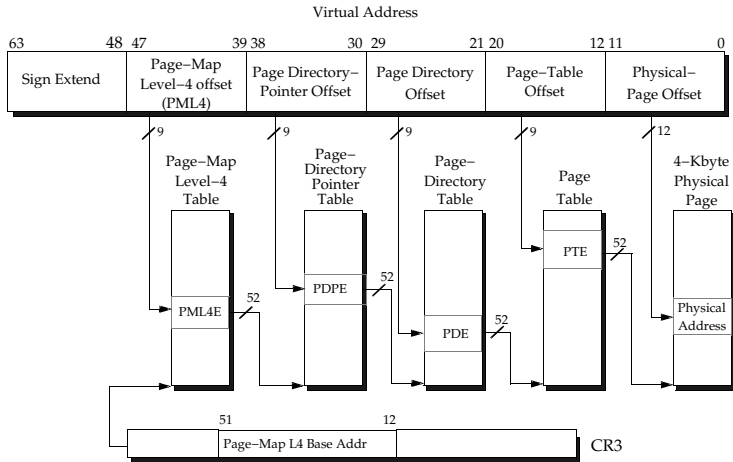 Virtual Address
63 48 47 39 38 30 29 21 20 12 11 0
Sign Extend
Page-Map
Level-4 offset
(PML4)
Page Directory-
Pointer Offset
Page Directory
Offset
Page-Table
Offset
Physical-
Page Offset
9 9 9 9 12
Page-Map
Level-4
Table
Page-
Directory
Pointer
Table
Page-
Directory
Table
Page
Table
4-Kbyte
Physical
Page
PML4E
52
PDPE
52
PDE
52
PTE
52
Physical
Address
51 12
Page-Map L4 Base Addr
CR3